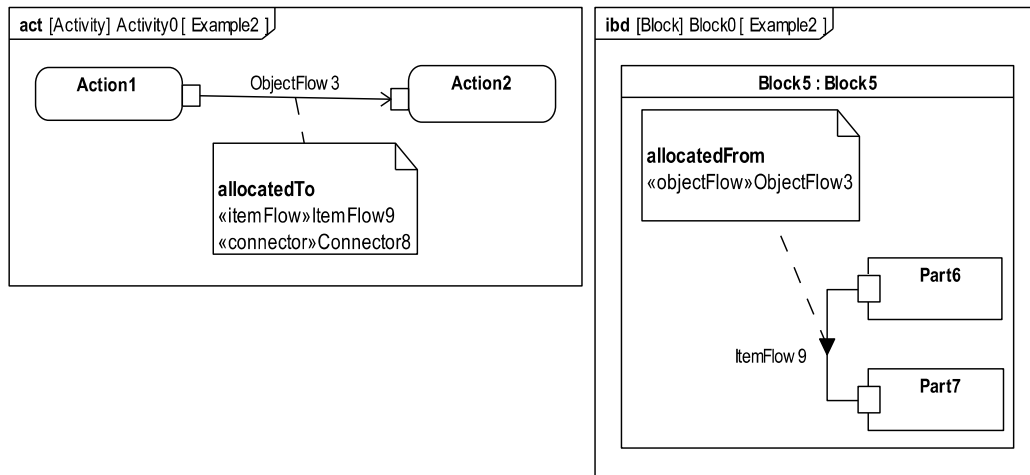 act [Activity] Activity0 [ Example2 ]
Action1
ObjectFlow 3
Action2
allocatedTo
«itemFlow»ItemFlow9
«connector»Connector8
ibd [Block] Block0 [ Example2 ]
Block5 : Block5
allocatedFrom
«objectFlow»ObjectFlow3
Part6
ItemFlow 9
Part7